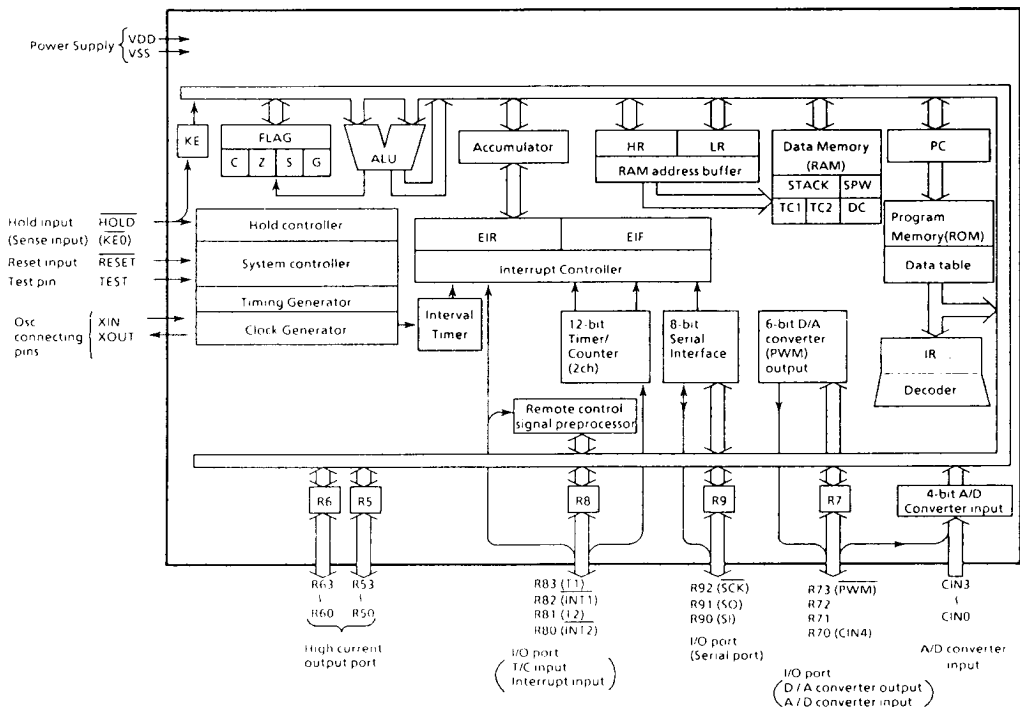 Power Supply
VDD
VSS
KE
FLAG
C Z S G
ALU
Accumulator
HR LR
RAM address buffer
Data Memory
(RAM)
STACK SPW
TC1 TC2 DC
PC
Program
Memory(ROM)
Data table
IR
Decoder
Hold input HOLD
(Sense input) (KE0)
Reset input RESET
Test pin TEST
Osc
connecting
pins
XIN
XOUT
Hold controller
System controller
Timing Generator
Clock Generator
EIR EIF
Interrupt Controller
Interval
Timer
12-bit
Timer/
Counter
(2ch)
8-bit
Serial
Interface
6-bit D/A
converter
(PWM)
output
Remote control
signal preprocessor
R6 R5 R8 R9 R7
4-bit A/D
Converter input
R63
~
R60
R53
~
R50
High current
output port
R83 (T1)
R82 (INT1)
R81 (T2)
R80 (INT2)
I/O port
(T/C input
Interrupt input)
R92 (SCK)
R91 (SO)
R90 (SI)
I/O port
(Serial port)
R73 (PWM)
R72
R71
R70 (CIN4)
I/O port
(D/A converter output
A/D converter input)
CIN3
~
CIN0
A/D converter
input